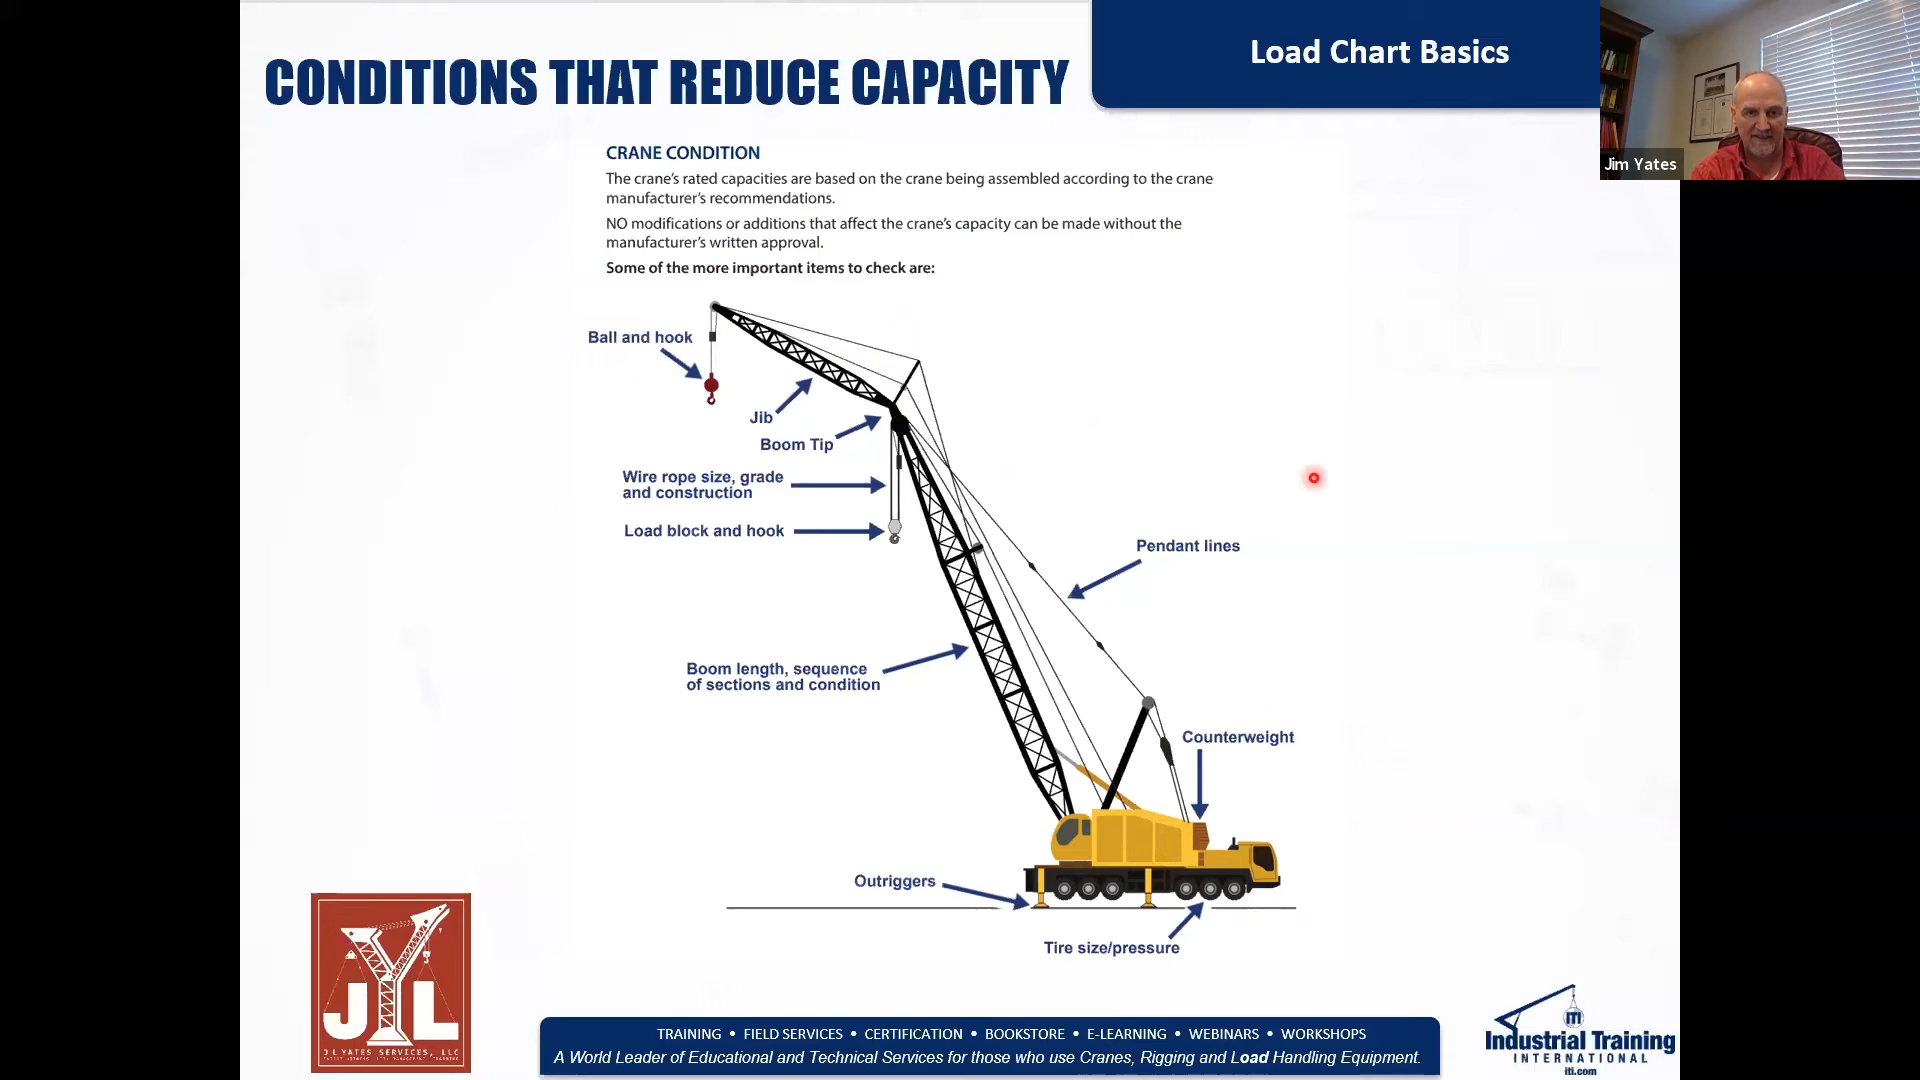 CONDITIONS THAT REDUCE CAPACITY
Load Chart Basics
Jim Yates
CRANE CONDITION
The crane's rated capacities are based on the crane being assembled according to the crane
manufacturer's recommendations.
NO modifications or additions that affect the crane's capacity can be made without the
manufacturer's written approval.
Some of the more important items to check are:
Ball and hook
Jib
Boom Tip
Wire rope size, grade
and construction
Load block and hook
Pendant lines
Boom length, sequence
of sections and condition
Counterweight
Outriggers
Tire size/pressure
JYL
J L YATES SERVICES, LLC
TRAINING • FIELD SERVICES • CERTIFICATION • BOOKSTORE • E-LEARNING • WEBINARS • WORKSHOPS
A World Leader of Educational and Technical Services for those who use Cranes, Rigging and Load Handling Equipment.
ITI
Industrial Training
INTERNATIONAL
iti.com